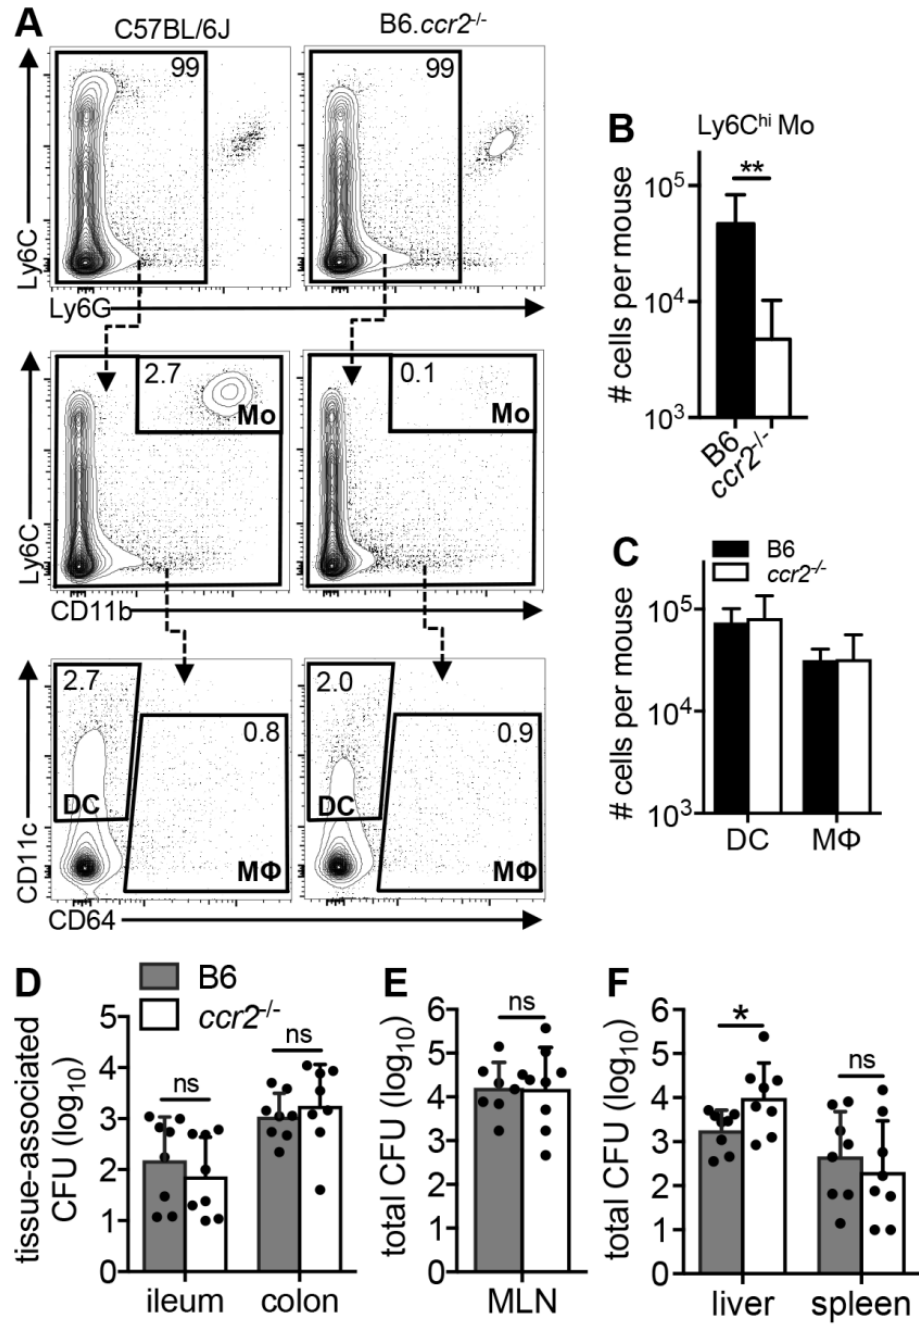 A
C57BL/6J
B6.ccr2⁻/⁻
99
99
Ly6C
Ly6G
2.7
Mo
0.1
Mo
Ly6C
CD11b
2.7
0.8
DC
MΦ
2.0
0.9
DC
MΦ
CD11c
CD64
B
Ly6Cʰⁱ Mo
# cells per mouse
10⁵
10⁴
10³
**
B6
ccr2⁻/⁻
C
B6
ccr2⁻/⁻
# cells per mouse
10⁵
10⁴
10³
DC
MΦ
D
B6
ccr2⁻/⁻
tissue-associated
CFU (log₁₀)
5
4
3
2
1
0
ns
ns
ileum
colon
E
total CFU (log₁₀)
6
5
4
3
2
1
0
ns
MLN
F
total CFU (log₁₀)
6
5
4
3
2
1
0
*
ns
liver
spleen